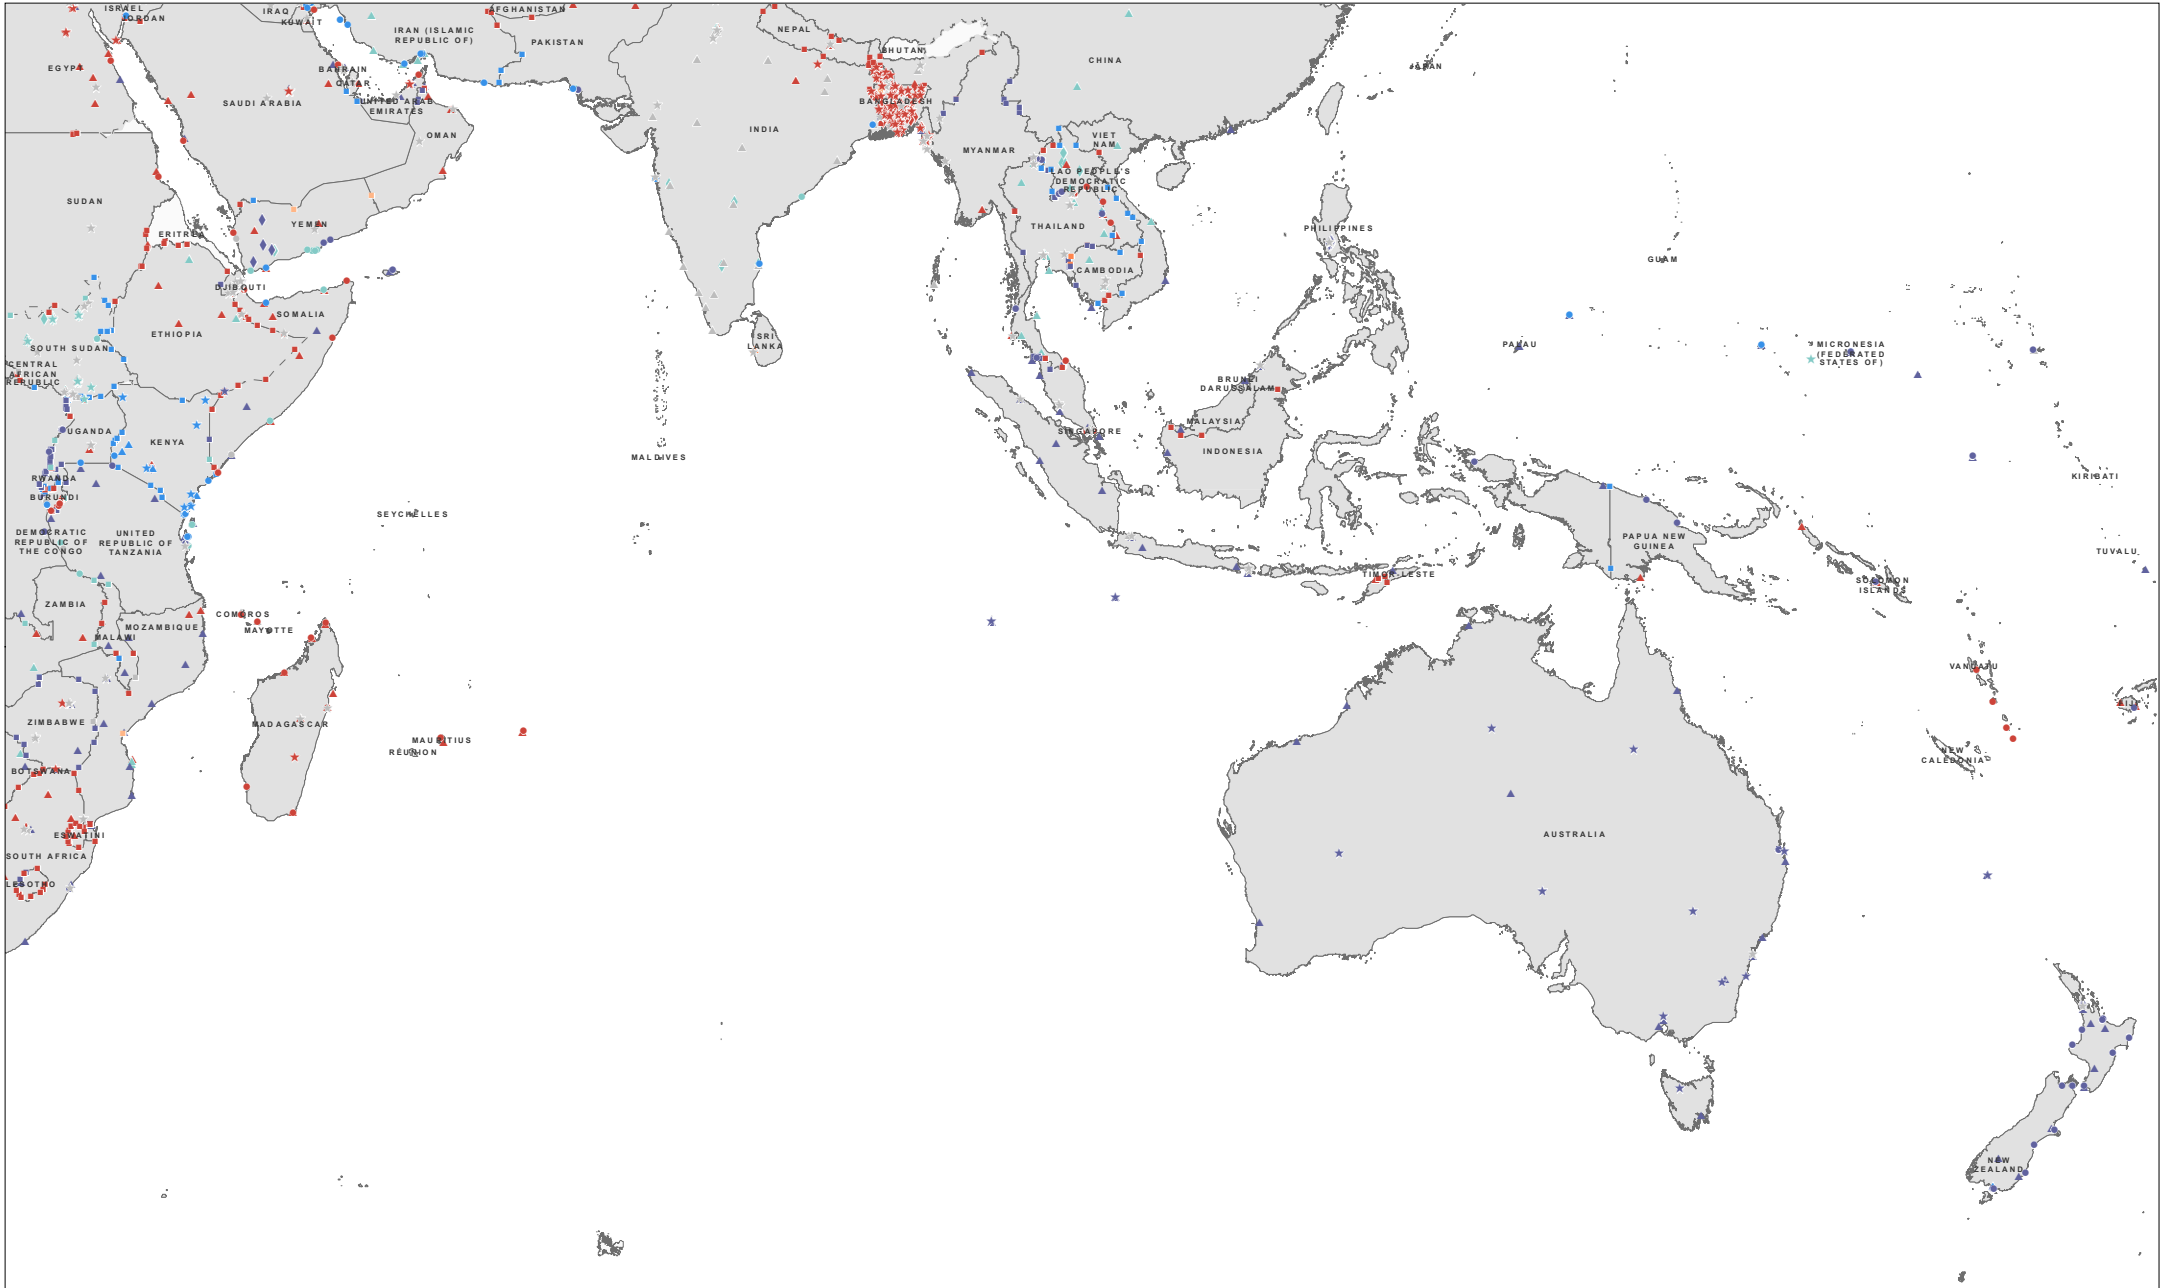 ISRAEL
JORDAN
IRAQ
KUWAIT
IRAN (ISLAMIC
REPUBLIC OF)
AFGHANISTAN
PAKISTAN
NEPAL
BHUTAN
CHINA
JAPAN
EGYPT
BAHRAIN
QATAR
SAUDI ARABIA
UNITED ARAB
EMIRATES
OMAN
INDIA
BANGLADESH
MYANMAR
VIET
NAM
LAO PEOPLE'S
DEMOCRATIC
REPUBLIC
SUDAN
ERITREA
YEMEN
THAILAND
PHILIPPINES
GUAM
DJIBOUTI
CAMBODIA
SOMALIA
ETHIOPIA
SOUTH SUDAN
SRI
LANKA
PALAU
MICRONESIA
(FEDERATED
STATES OF)
CENTRAL
AFRICAN
REPUBLIC
BRUNEI
DARUSSALAM
MALAYSIA
UGANDA
KENYA
SINGAPORE
INDONESIA
MALDIVES
RWANDA
BURUNDI
KIRIBATI
SEYCHELLES
DEMOCRATIC
REPUBLIC OF
THE CONGO
UNITED
REPUBLIC OF
TANZANIA
PAPUA NEW
GUINEA
TUVALU
TIMOR-LESTE
SOLOMON
ISLANDS
ZAMBIA
COMOROS
MAYOTTE
MOZAMBIQUE
MALAWI
VANUATU
FIJI
ZIMBABWE
MADAGASCAR
MAURITIUS
RÉUNION
NEW
CALEDONIA
BOTSWANA
ESWATINI
AUSTRALIA
SOUTH AFRICA
LESOTHO
NEW
ZEALAND